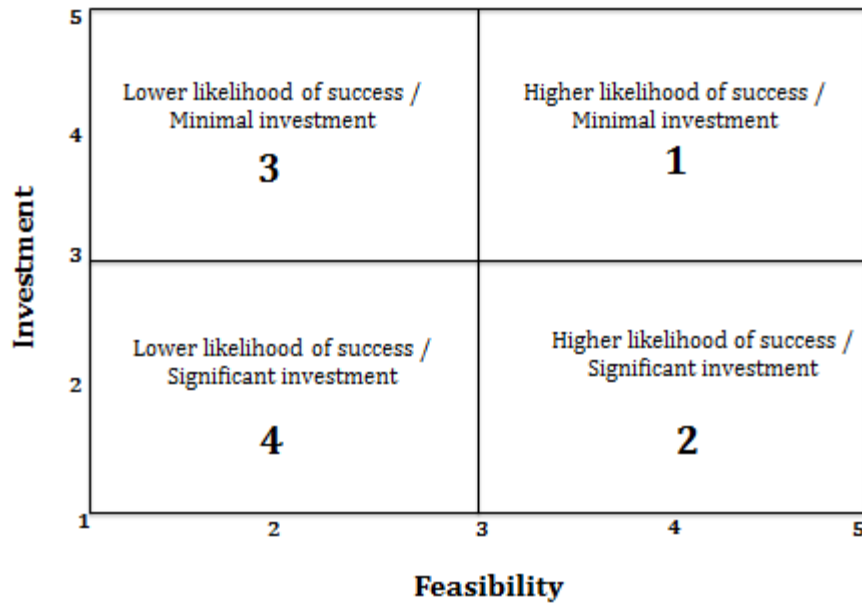 5
Lower likelihood of success /
Minimal investment
3
Higher likelihood of success /
Minimal investment
1
4
3
Investment
Lower likelihood of success /
Significant investment
4
Higher likelihood of success /
Significant investment
2
2
1
2
3
4
5
Feasibility